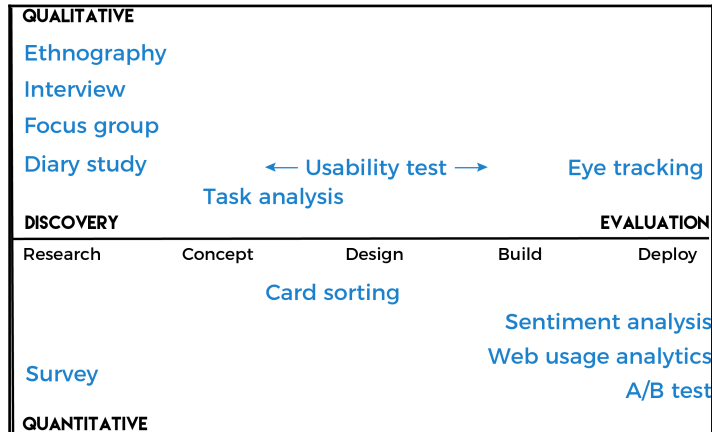 QUALITATIVE
Ethnography
Interview
Focus group
Diary study
Usability test
Eye tracking
Task analysis
DISCOVERY
EVALUATION
Research
Concept
Design
Build
Deploy
Card sorting
Sentiment analysis
Web usage analytics
Survey
A/B test
QUANTITATIVE